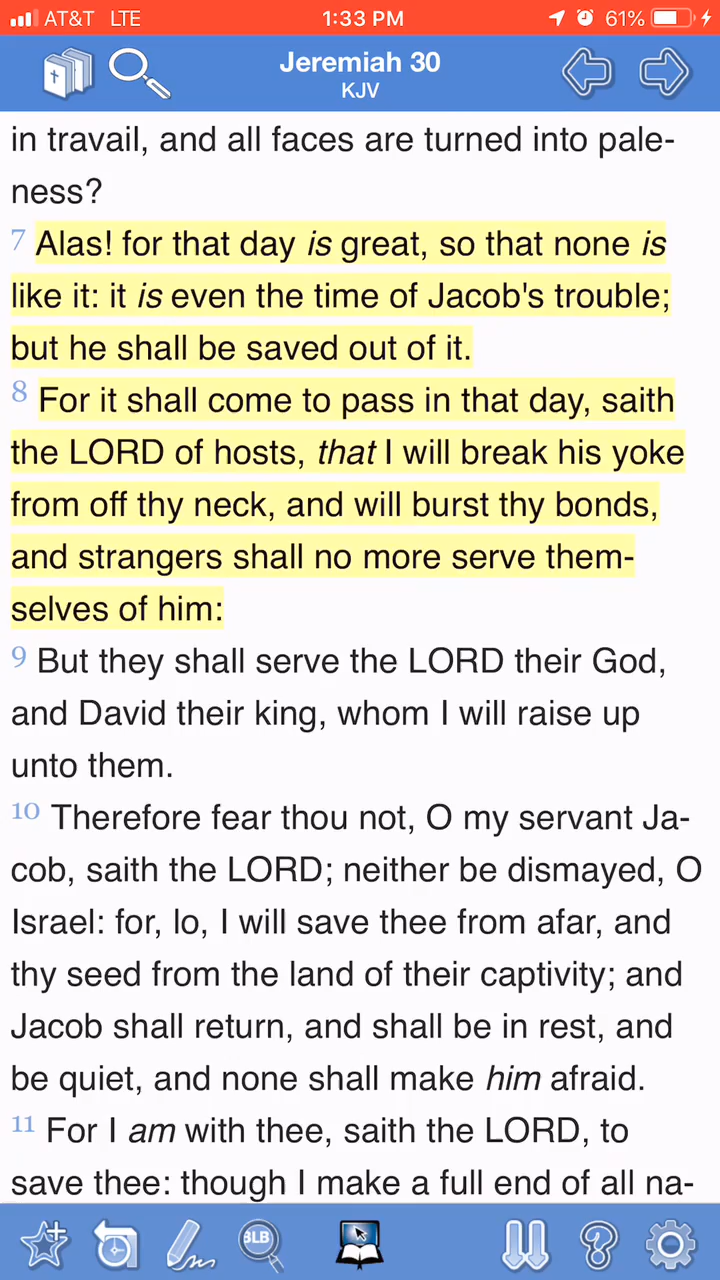 AT&T LTE 1:33 PM 61%
Jeremiah 30
KJV
in travail, and all faces are turned into pale-
ness?
7 Alas! for that day is great, so that none is
like it: it is even the time of Jacob's trouble;
but he shall be saved out of it.
8 For it shall come to pass in that day, saith
the LORD of hosts, that I will break his yoke
from off thy neck, and will burst thy bonds,
and strangers shall no more serve them-
selves of him:
9 But they shall serve the LORD their God,
and David their king, whom I will raise up
unto them.
10 Therefore fear thou not, O my servant Ja-
cob, saith the LORD; neither be dismayed, O
Israel: for, lo, I will save thee from afar, and
thy seed from the land of their captivity; and
Jacob shall return, and shall be in rest, and
be quiet, and none shall make him afraid.
11 For I am with thee, saith the LORD, to
save thee: though I make a full end of all na-
BLB